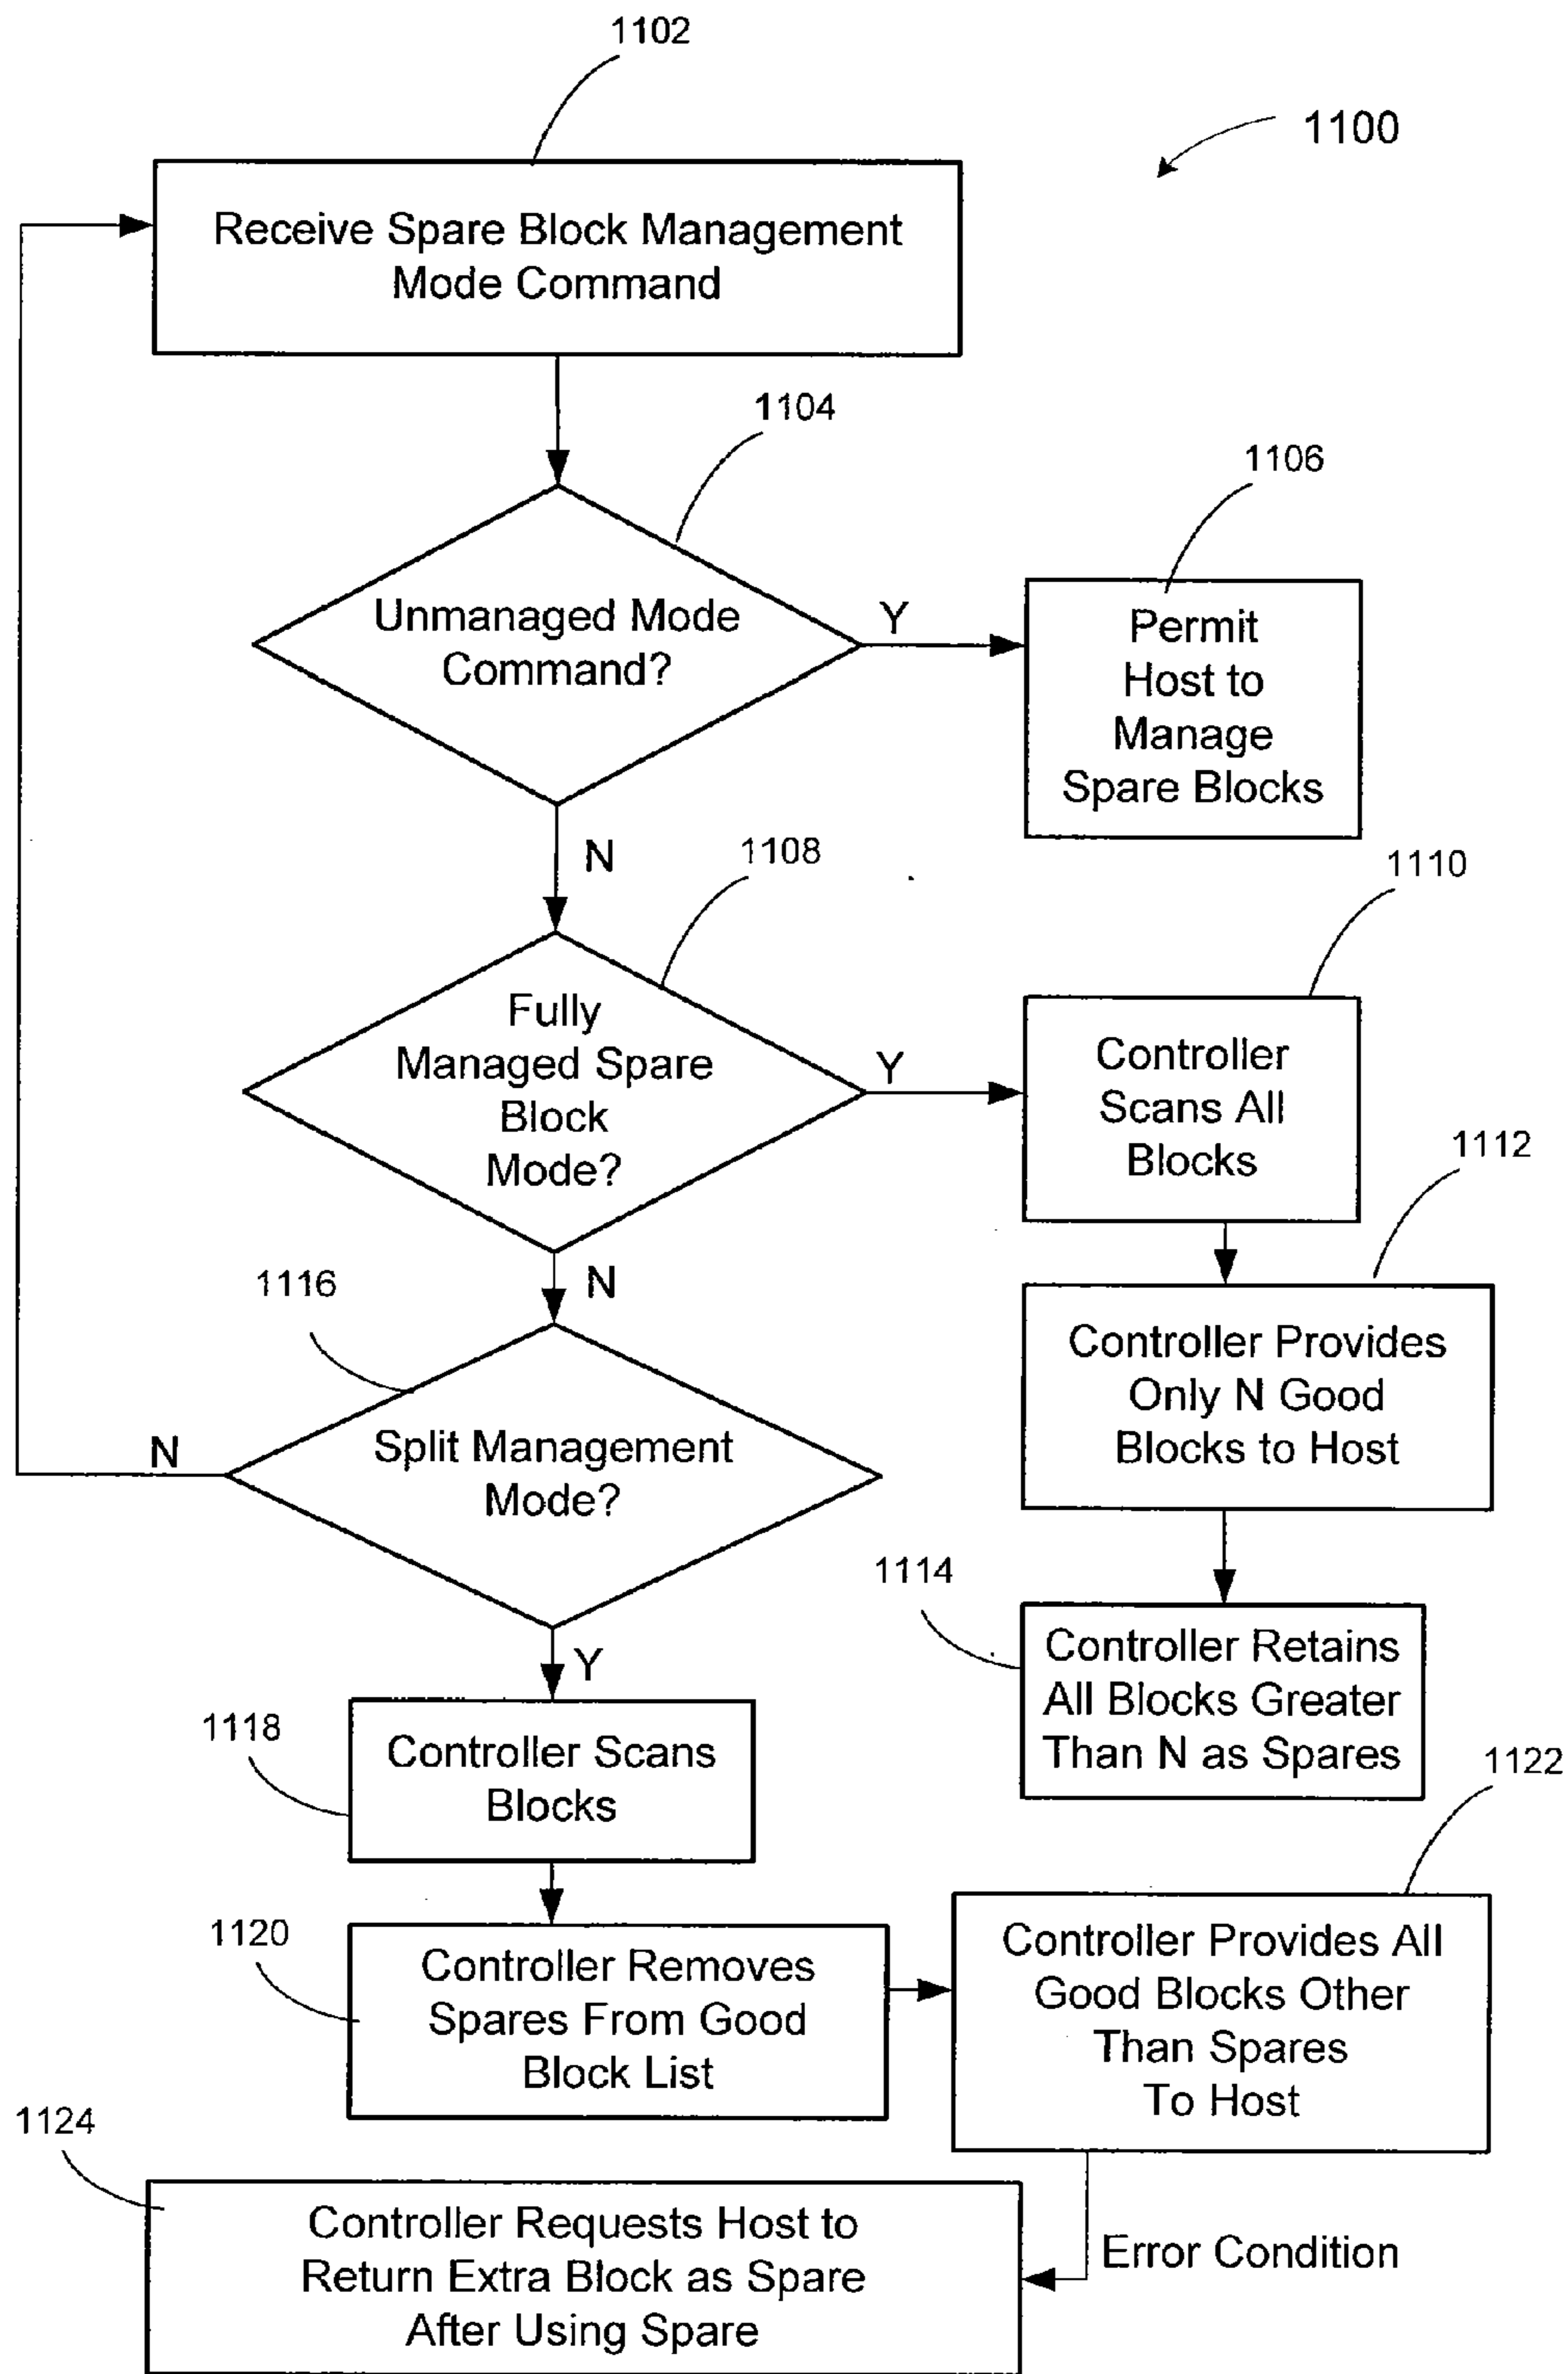 1102
1100
Receive Spare Block Management
Mode Command
1104
1106
Unmanaged Mode
Command?
Y
Permit
Host to
Manage
Spare Blocks
N
1108
1110
Fully
Managed Spare
Block
Mode?
Y
Controller
Scans All
Blocks
1112
N
1116
Controller Provides
Only N Good
Blocks to Host
N
Split Management
Mode?
1114
Controller Retains
All Blocks Greater
Than N as Spares
Y
1118
Controller Scans
Blocks
1122
1120
Controller Removes
Spares From Good
Block List
Controller Provides All
Good Blocks Other
Than Spares
To Host
1124
Controller Requests Host to
Return Extra Block as Spare
After Using Spare
Error Condition